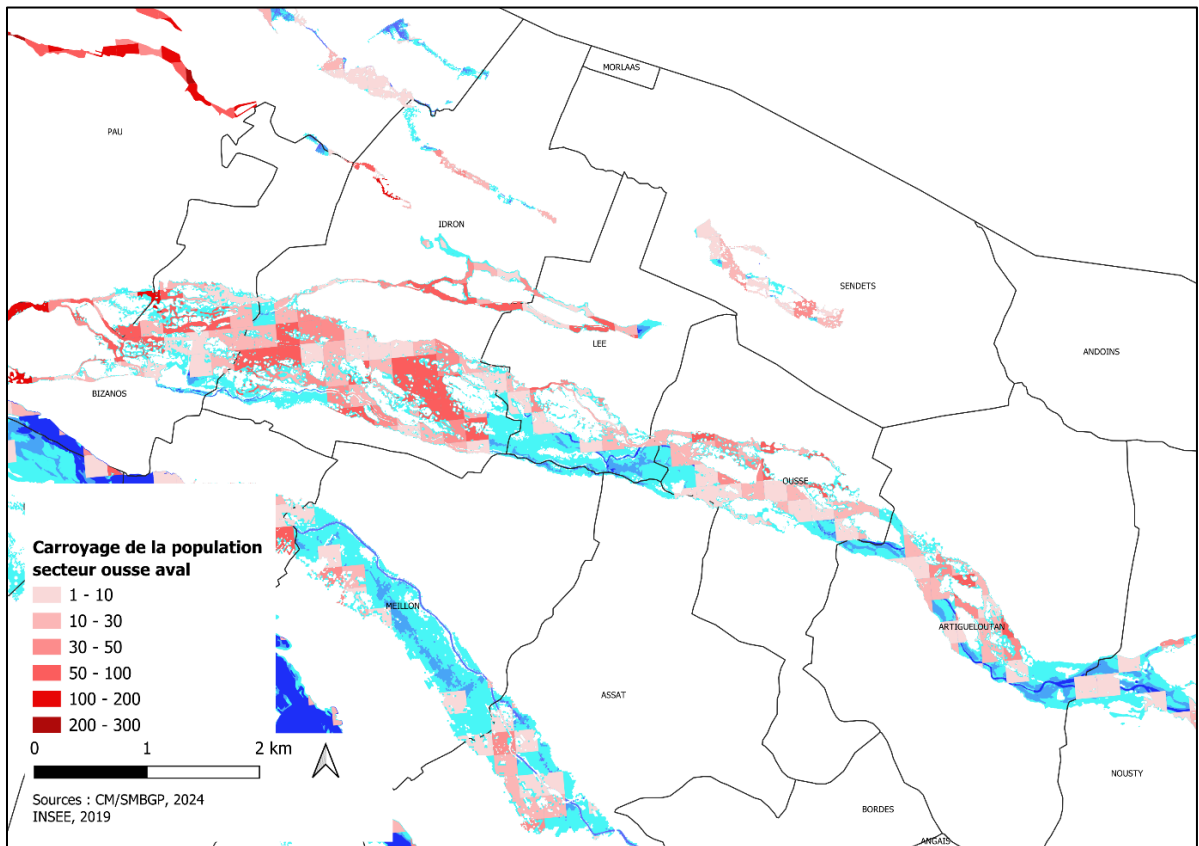 MORLAAS
PAU
IDRON
SENDETS
LEE
ANDOINS
BIZANOS
OUSSE
Carroyage de la population
secteur ousse aval
1 - 10
10 - 30
30 - 50
50 - 100
100 - 200
200 - 300
0 1 2 km
Sources : CM/SMBGP, 2024
INSEE, 2019
MEILLON
ARTIGUELOUTAN
ASSAT
NOUSTY
BORDES
ANGAIS